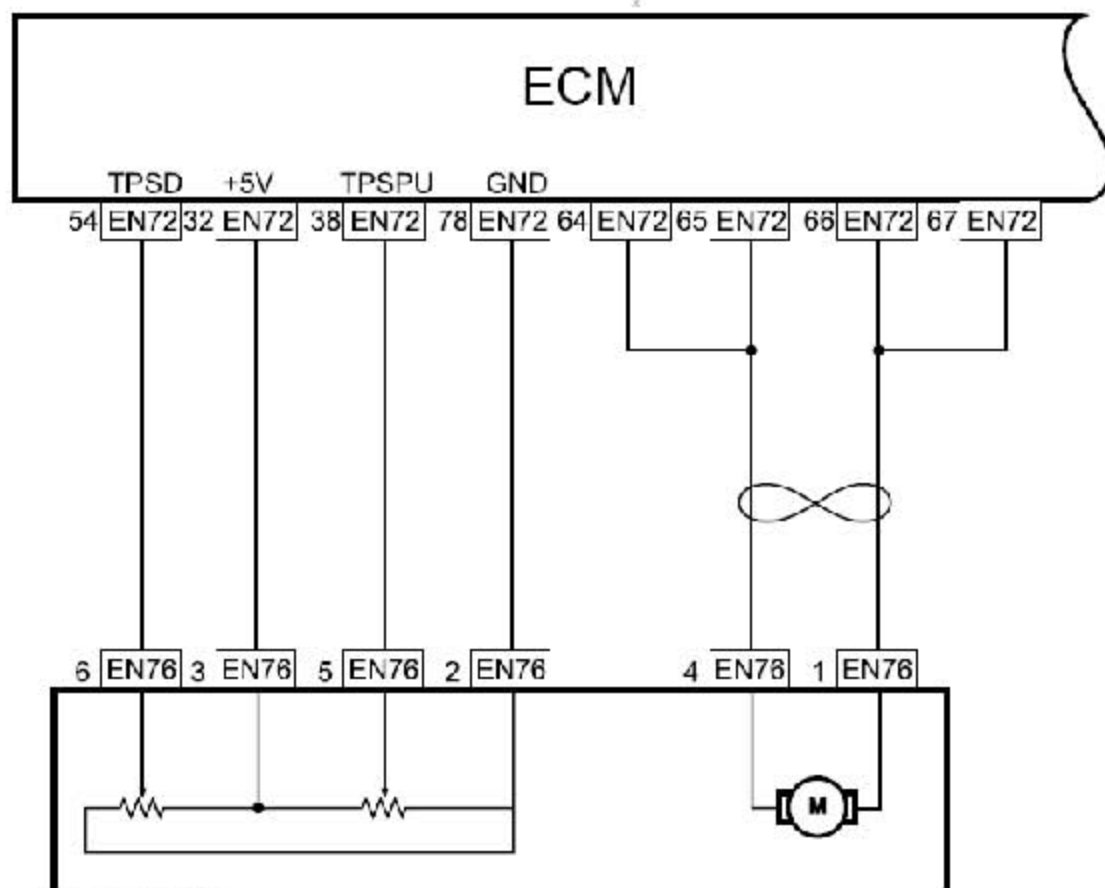 ECM
TPSD +5V TPSPU GND
54 EN72 32 EN72 38 EN72 78 EN72 64 EN72 65 EN72 66 EN72 67 EN72
6 EN76 3 EN76 5 EN76 2 EN76 4 EN76 1 EN76
M